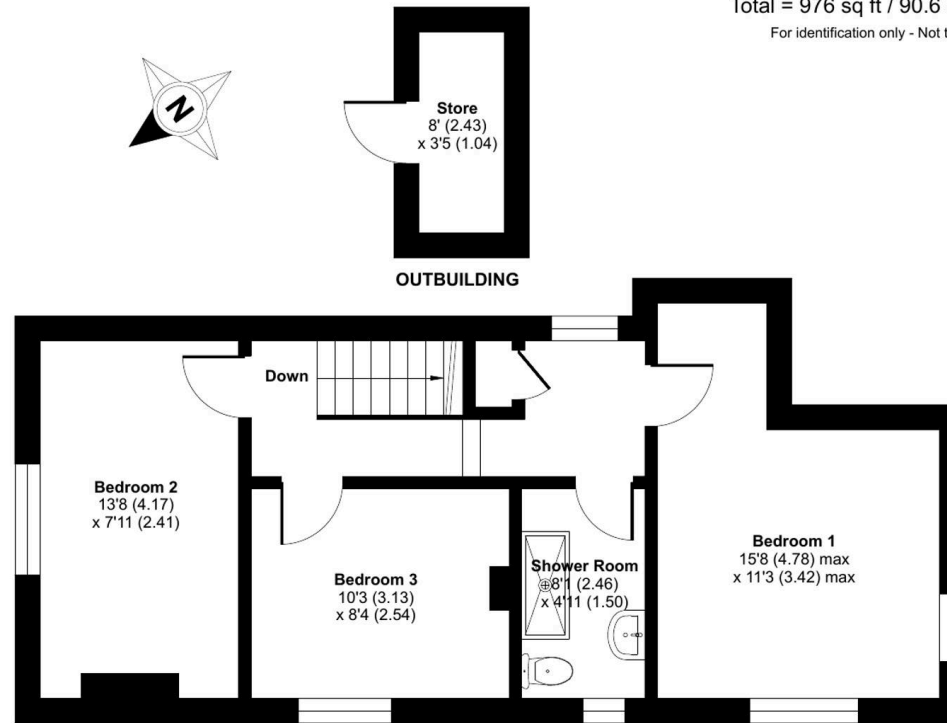 Total = 976 sq ft / 90.6
For identification only - Not t
N
Store
8' (2.43)
x 3'5 (1.04)
OUTBUILDING
Down
Bedroom 2
13'8 (4.17)
x 7'11 (2.41)
Bedroom 3
10'3 (3.13)
x 8'4 (2.54)
Shower Room
8'1 (2.46)
x 4'11 (1.50)
Bedroom 1
15'8 (4.78) max
x 11'3 (3.42) max